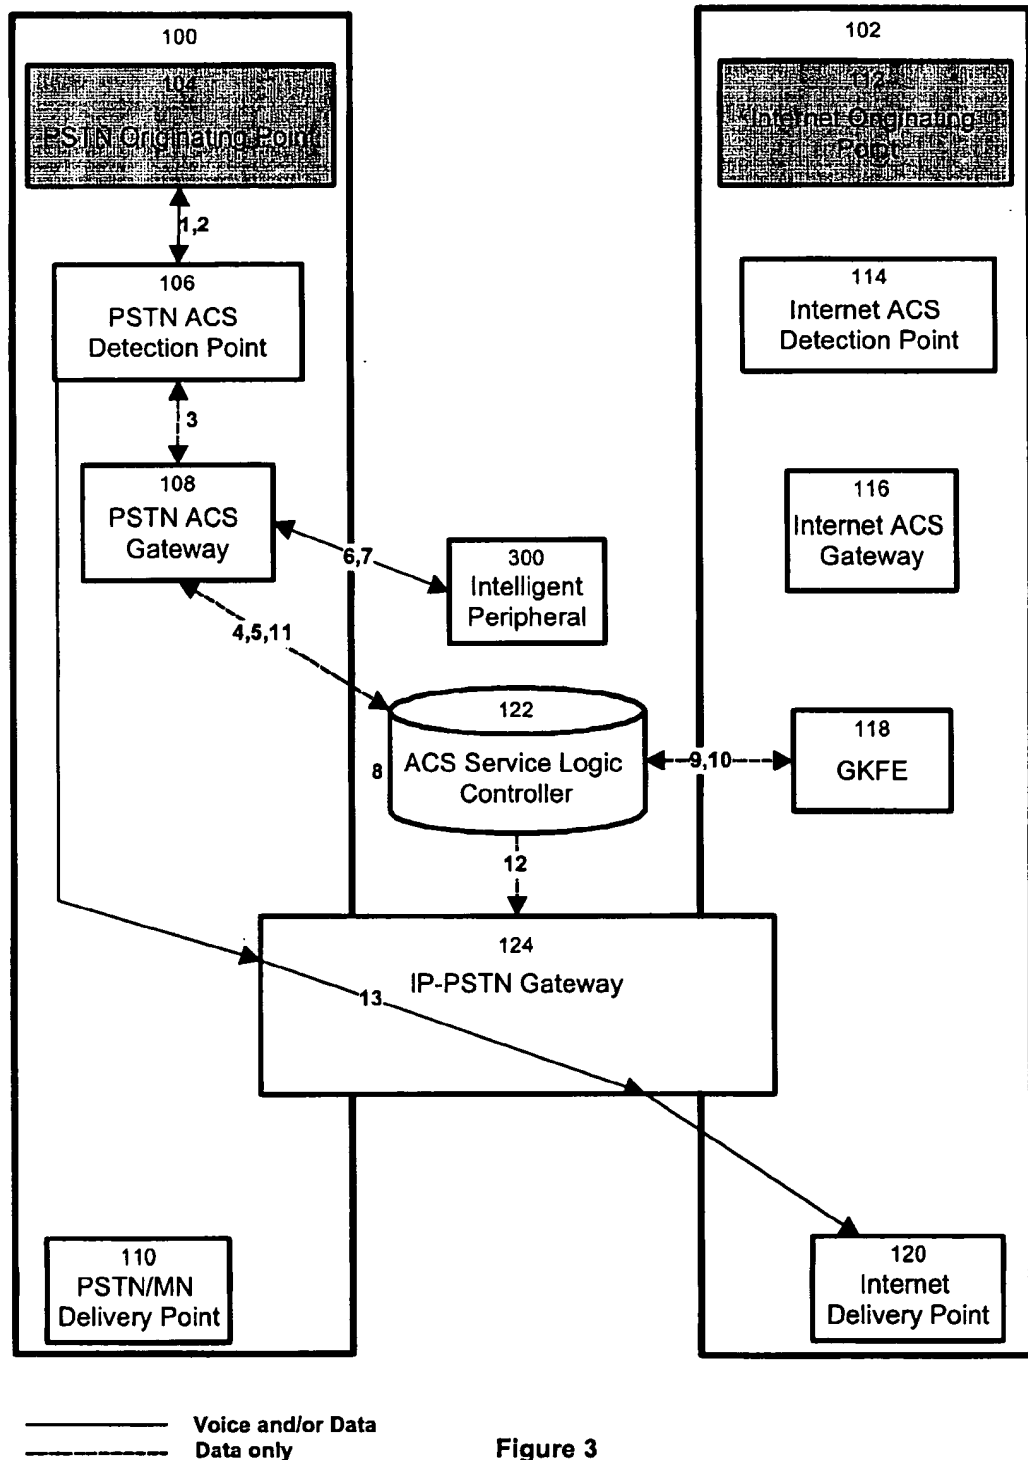 100
102
104
PSTN Originating Point
112
Internet Originating
Point
1,2
106
PSTN ACS
Detection Point
114
Internet ACS
Detection Point
3
108
PSTN ACS
Gateway
116
Internet ACS
Gateway
6,7
300
Intelligent
Peripheral
4,5,11
122
ACS Service Logic
Controller
8
9,10
118
GKFE
12
124
IP-PSTN Gateway
13
110
PSTN/MN
Delivery Point
120
Internet
Delivery Point
Voice and/or Data
Data only
Figure 3